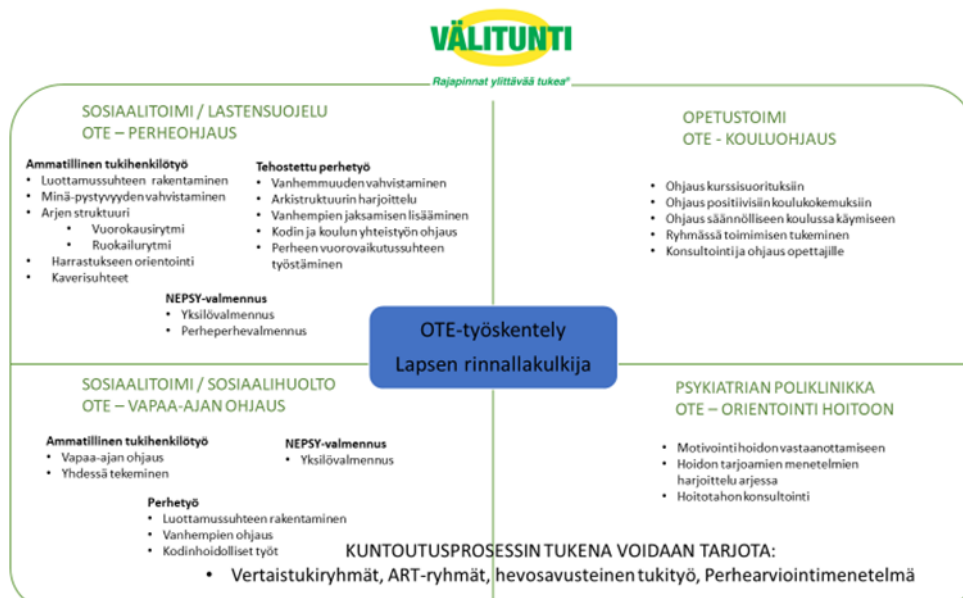 VÄLITUNTI
Rajapinnat ylittävää tukea®
SOSIAALITOIMI / LASTENSUOJELU
OTE – PERHEOHJAUS
Ammatillinen tukihenkilötyö
• Luottamussuhteen rakentaminen
• Minä-pystyvyyden vahvistaminen
• Arjen struktuuri
• Vuorokausirytmi
• Ruokailurytmi
• Harrastukseen orientointi
• Kaverisuhteet
Tehostettu perhetyö
• Vanhemmuuden vahvistaminen
• Arkistruktuurin harjoittelu
• Vanhempien jaksamisen lisääminen
• Kodin ja koulun yhteistyön ohjaus
• Perheen vuorovaikutussuhteen
työstäminen
NEPSY-valmennus
• Yksilövalmennus
• Perheperhevalmennus
OPETUSTOIMI
OTE - KOULUOHJAUS
• Ohjaus kurssisuorituksiin
• Ohjaus positiivisiin koulukokemuksiin
• Ohjaus säännölliseen koulussa käymiseen
• Ryhmässä toimimisen tukeminen
• Konsultointi ja ohjaus opettajille
OTE-työskentely
Lapsen rinnallakulkija
SOSIAALITOIMI / SOSIAALIHUOLTO
OTE – VAPAA-AJAN OHJAUS
Ammatillinen tukihenkilötyö
• Vapaa-ajan ohjaus
• Yhdessä tekeminen
NEPSY-valmennus
• Yksilövalmennus
Perhetyö
• Luottamussuhteen rakentaminen
• Vanhempien ohjaus
• Kodinhoidolliset työt
PSYKIATRIAN POLIKLINIKKA
OTE – ORIENTOINTI HOITOON
• Motivointi hoidon vastaanottamiseen
• Hoidon tarjoamien menetelmien
harjoittelu arjessa
• Hoitotahon konsultointi
KUNTOUTUSPROSESSIN TUKENA VOIDAAN TARJOTA:
• Vertaistukiryhmät, ART-ryhmät, hevosavusteinen tukityö, Perhearviointimenetelmä